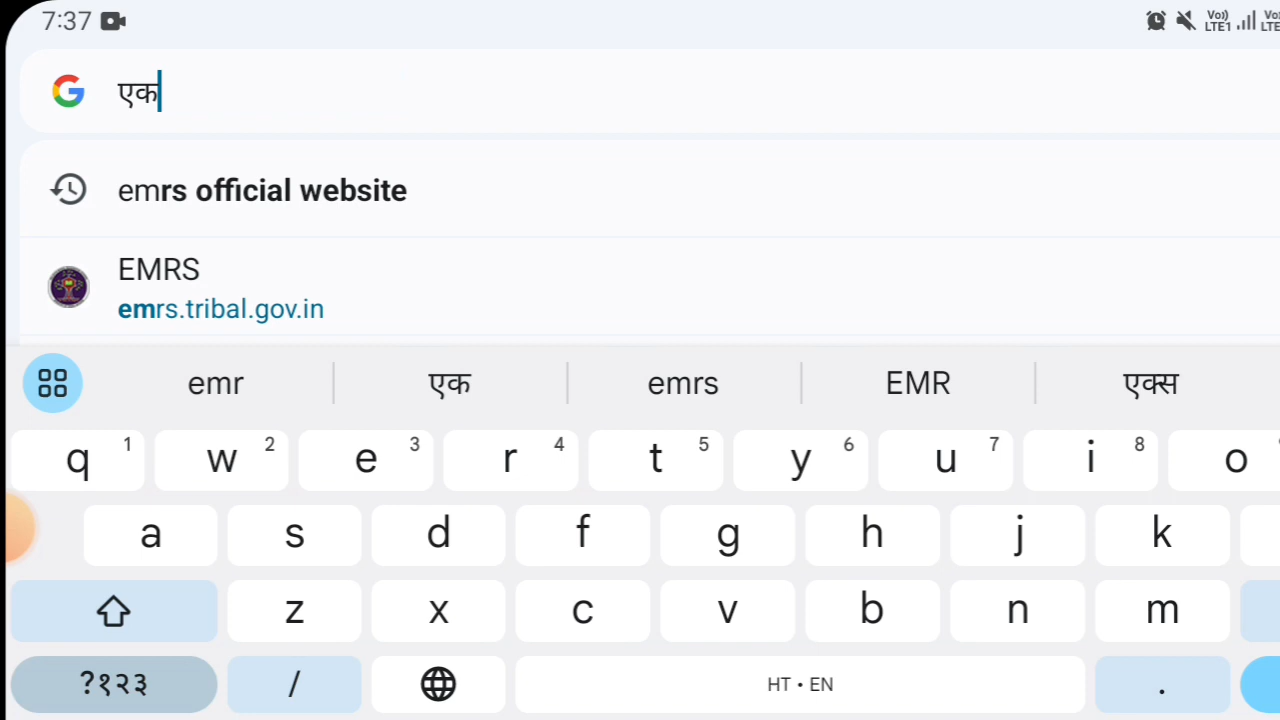 7:37 Vo)) LTE1
एक
emrs official website
EMRS
emrs.tribal.gov.in
emr एक emrs EMR एक्स
q 1 w 2 e 3 r 4 t 5 y 6 u 7 i 8 o
a s d f g h j k
z x c v b n m
?१२३ / HT • EN .